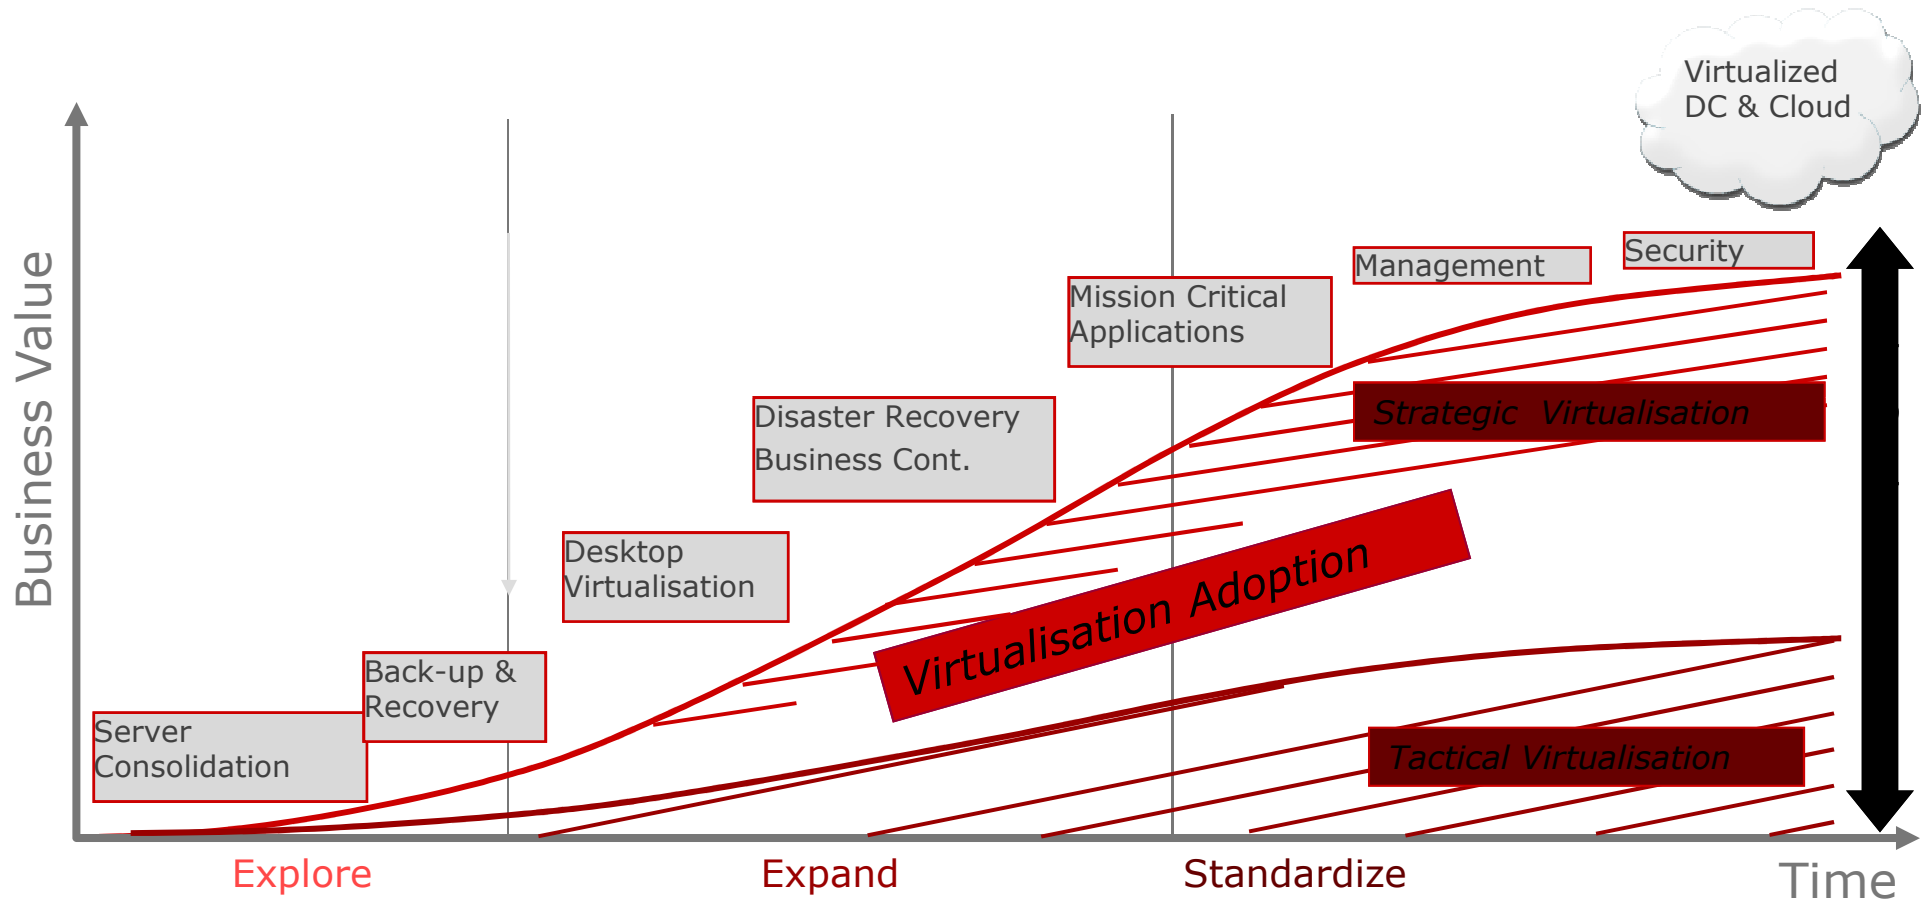 Virtualized
DC & Cloud
Business Value
Security
Management
Mission Critical
Applications
Disaster Recovery
Business Cont.
Strategic Virtualisation
Desktop
Virtualisation
Virtualisation Adoption
Back-up &
Recovery
Server
Consolidation
Tactical Virtualisation
Explore
Expand
Standardize
Time